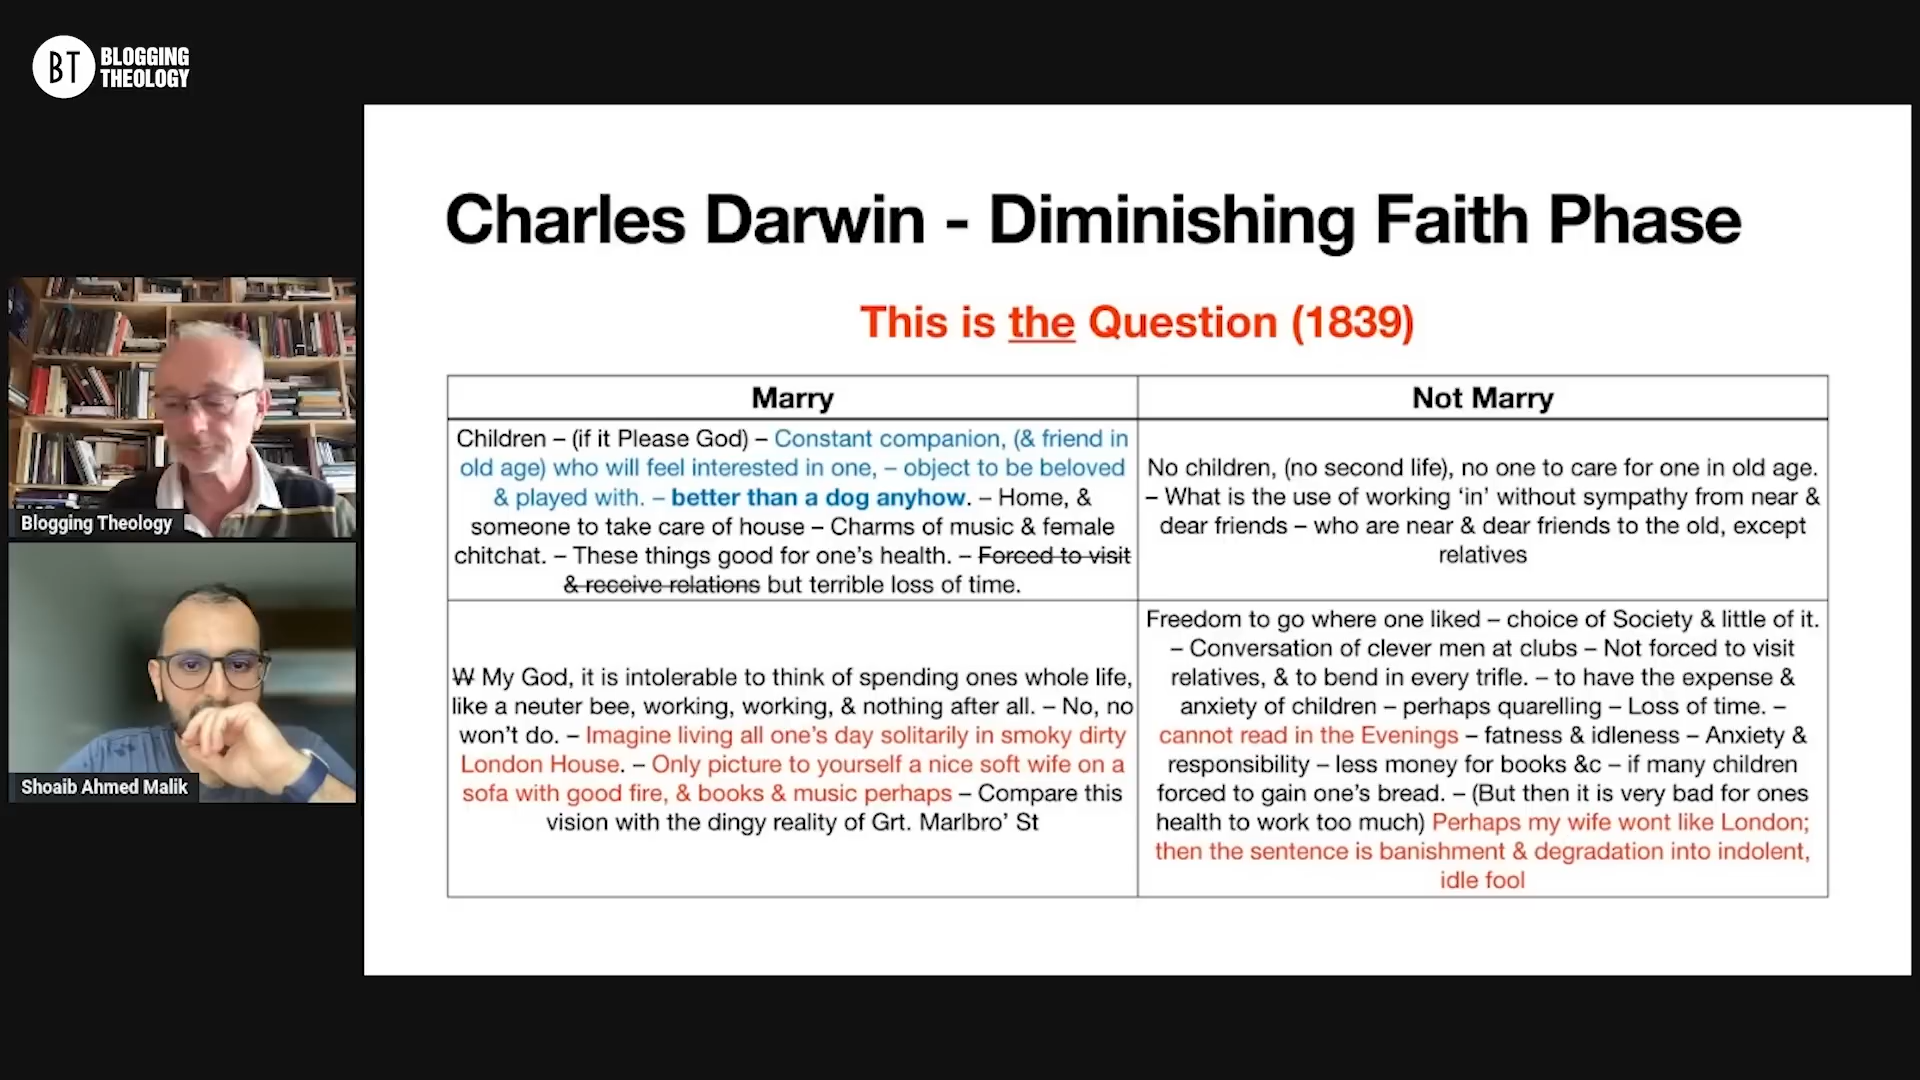 BT BLOGGING
THEOLOGY
Charles Darwin - Diminishing Faith Phase
This is the Question (1839)
Marry
Children – (if it Please God) – Constant companion, (& friend in
old age) who will feel interested in one, – object to be beloved
& played with. – better than a dog anyhow. – Home, &
someone to take care of house – Charms of music & female
chitchat. – These things good for one's health. – Forced to visit
& receive relations but terrible loss of time.
W My God, it is intolerable to think of spending ones whole life,
like a neuter bee, working, working, & nothing after all. – No, no
won't do. – Imagine living all one's day solitarily in smoky dirty
London House. – Only picture to yourself a nice soft wife on a
sofa with good fire, & books & music perhaps – Compare this
vision with the dingy reality of Grt. Marlbro' St
Not Marry
No children, (no second life), no one to care for one in old age.
– What is the use of working 'in' without sympathy from near &
dear friends – who are near & dear friends to the old, except
relatives
Freedom to go where one liked – choice of Society & little of it.
– Conversation of clever men at clubs – Not forced to visit
relatives, & to bend in every trifle. – to have the expense &
anxiety of children – perhaps quarelling – Loss of time. –
cannot read in the Evenings – fatness & idleness – Anxiety &
responsibility – less money for books &c – if many children
forced to gain one's bread. – (But then it is very bad for ones
health to work too much) Perhaps my wife wont like London;
then the sentence is banishment & degradation into indolent,
idle fool
Blogging Theology
Shoaib Ahmed Malik